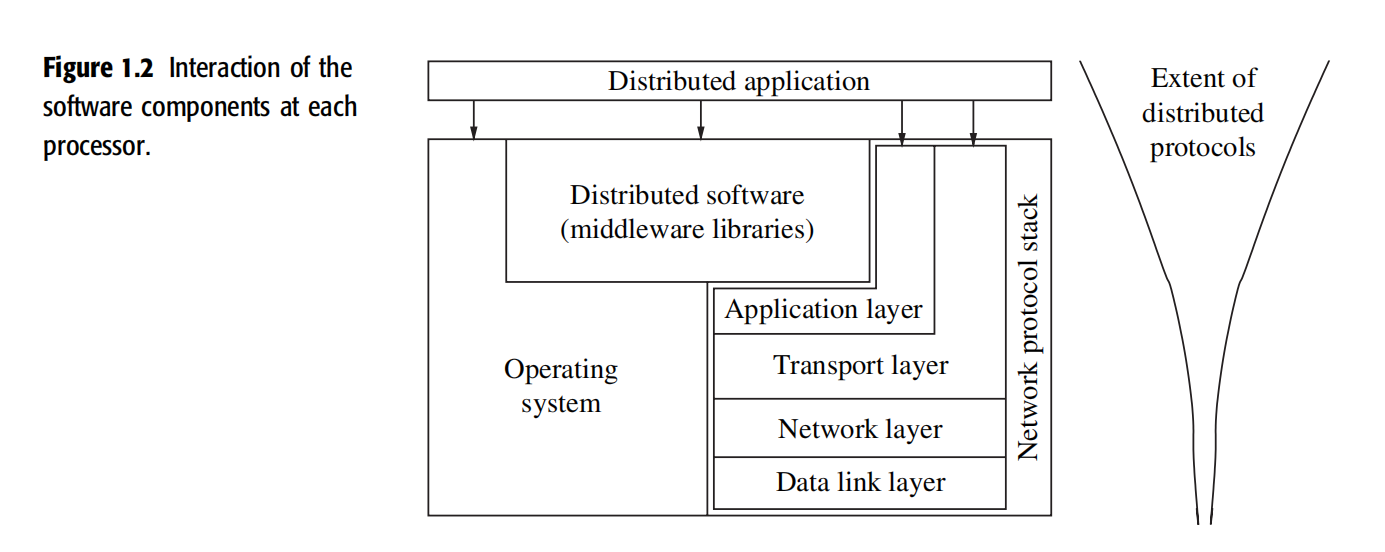 Figure 1.2 Interaction of the
software components at each
processor.
Distributed application
Extent of
distributed
protocols
Distributed software
(middleware libraries)
Application layer
Transport layer
Operating
system
Network layer
Data link layer
Network protocol stack